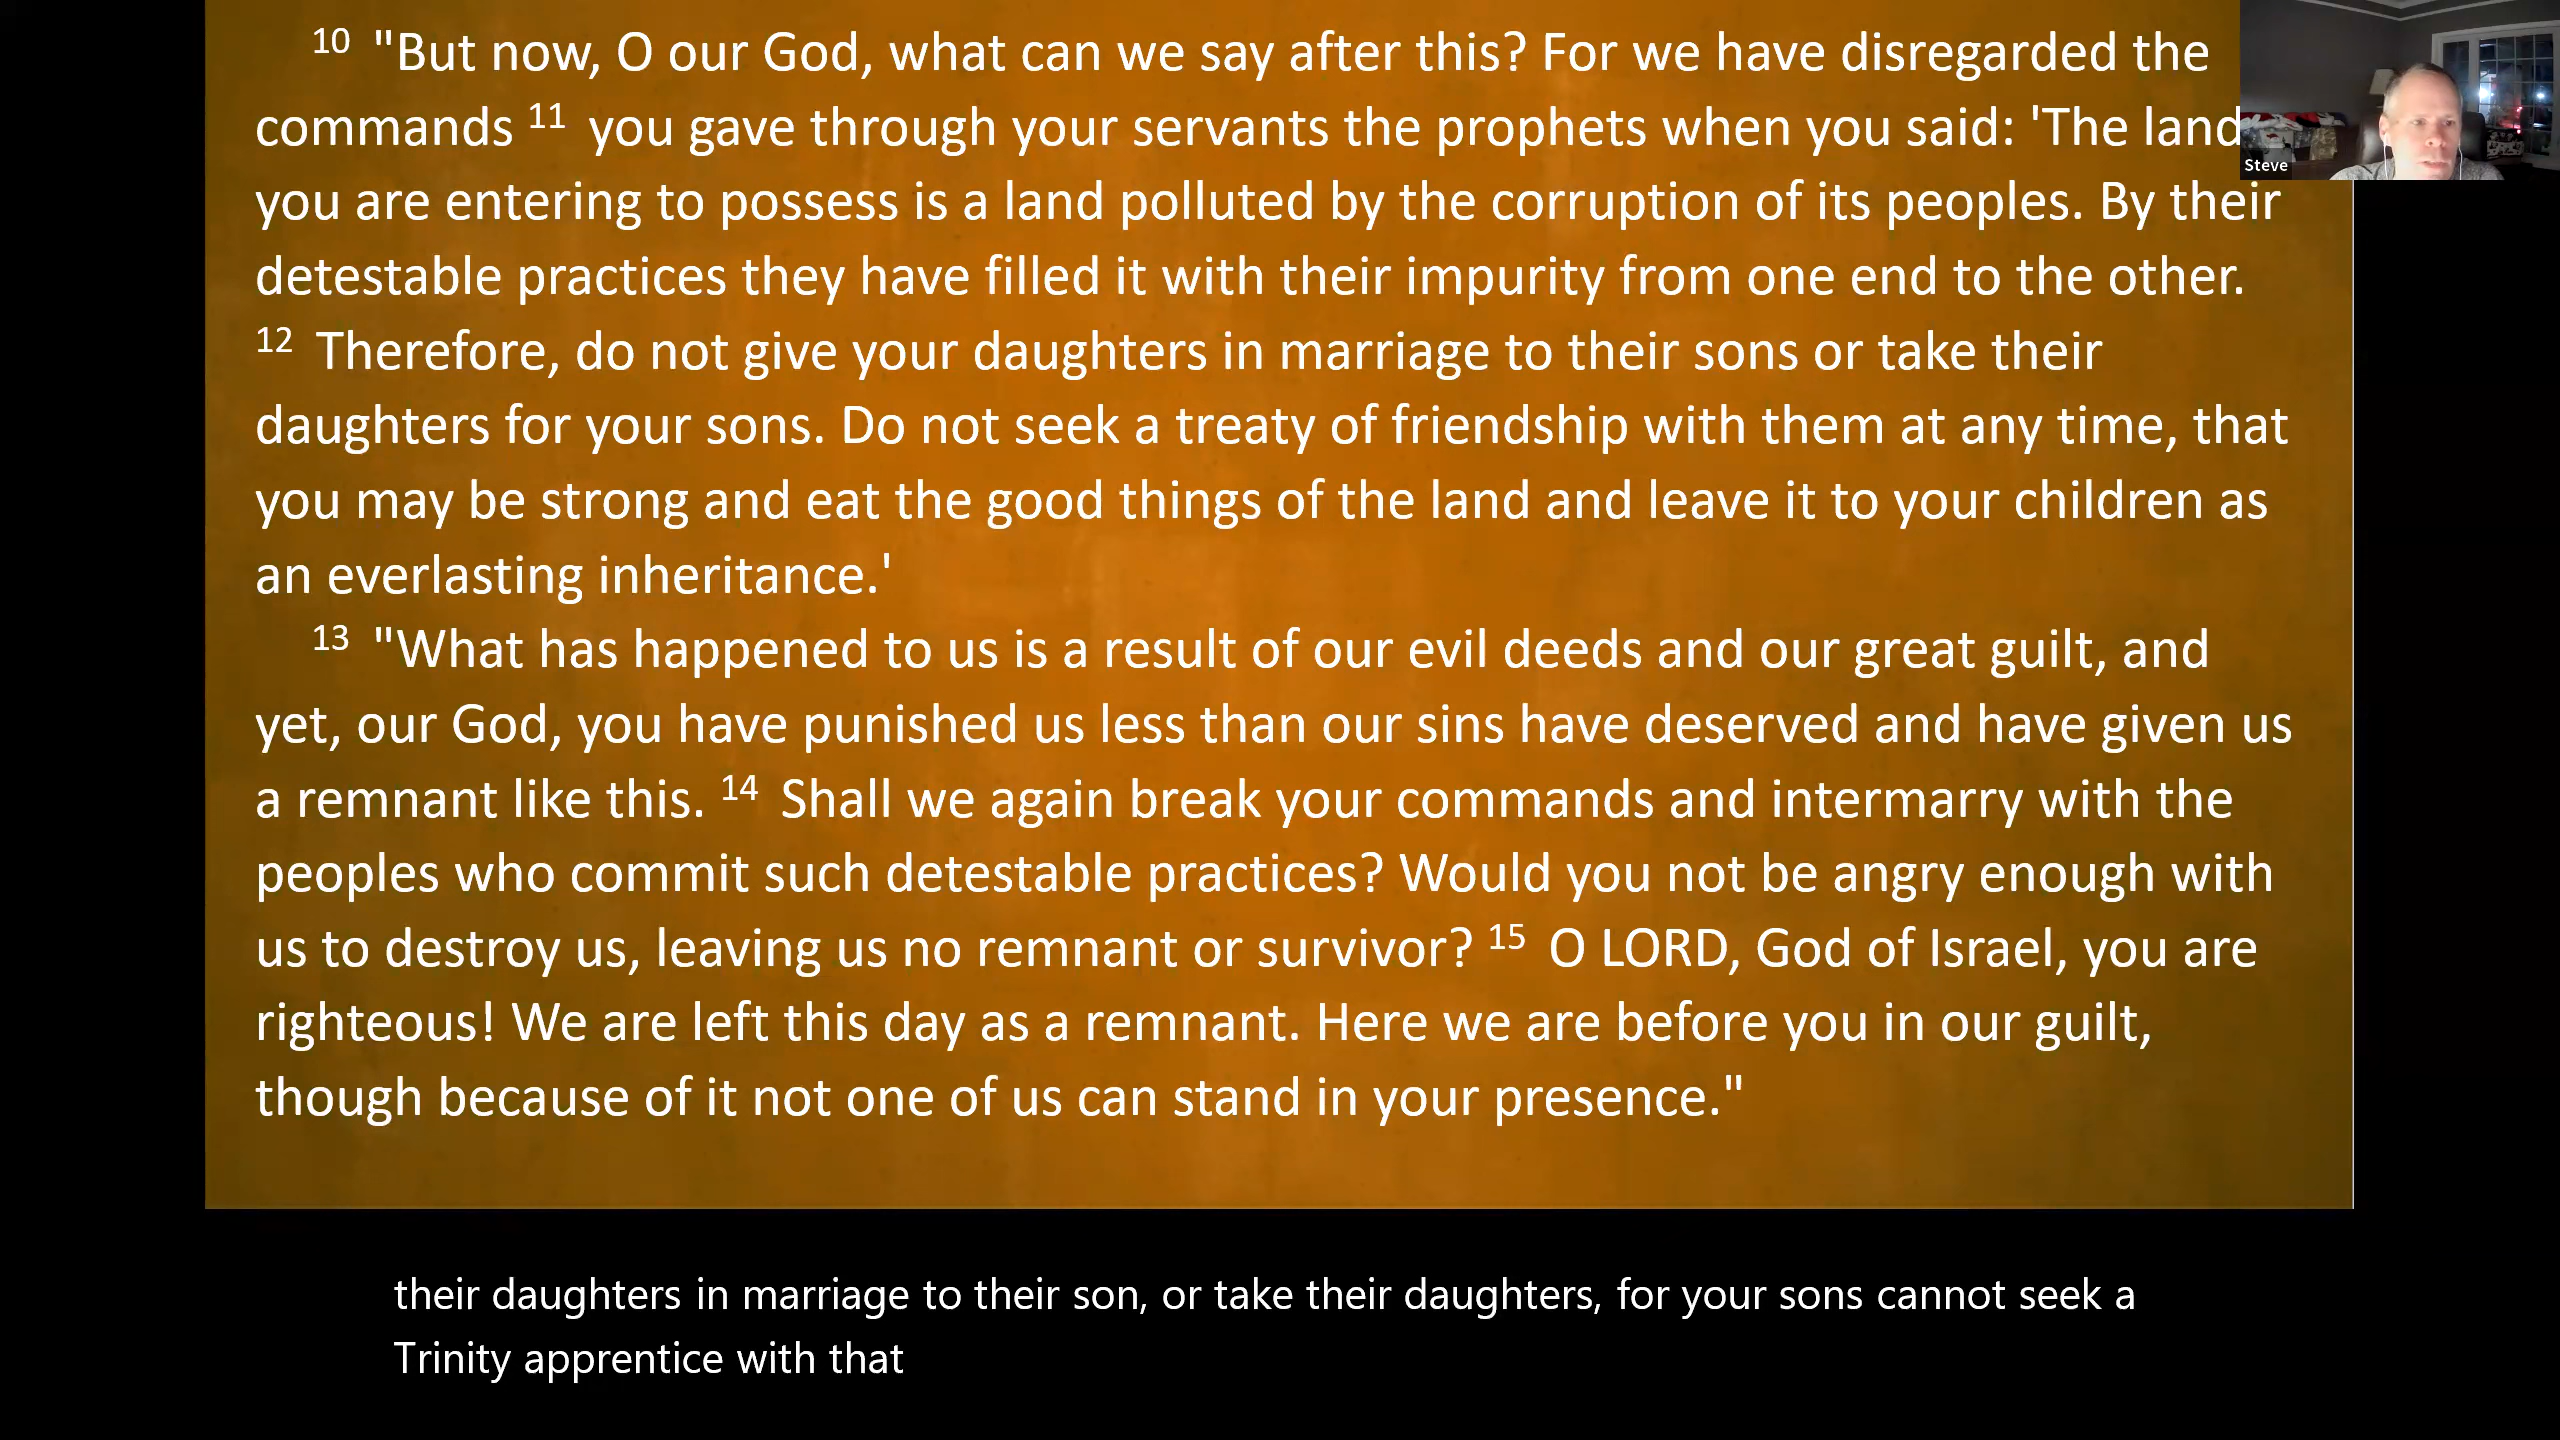 10 "But now, O our God, what can we say after this? For we have disregarded the
commands 11 you gave through your servants the prophets when you said: 'The land
you are entering to possess is a land polluted by the corruption of its peoples. By their
detestable practices they have filled it with their impurity from one end to the other.
12 Therefore, do not give your daughters in marriage to their sons or take their
daughters for your sons. Do not seek a treaty of friendship with them at any time, that
you may be strong and eat the good things of the land and leave it to your children as
an everlasting inheritance.'
13 "What has happened to us is a result of our evil deeds and our great guilt, and
yet, our God, you have punished us less than our sins have deserved and have given us
a remnant like this. 14 Shall we again break your commands and intermarry with the
peoples who commit such detestable practices? Would you not be angry enough with
us to destroy us, leaving us no remnant or survivor? 15 O LORD, God of Israel, you are
righteous! We are left this day as a remnant. Here we are before you in our guilt,
though because of it not one of us can stand in your presence."
Steve
their daughters in marriage to their son, or take their daughters, for your sons cannot seek a
Trinity apprentice with that